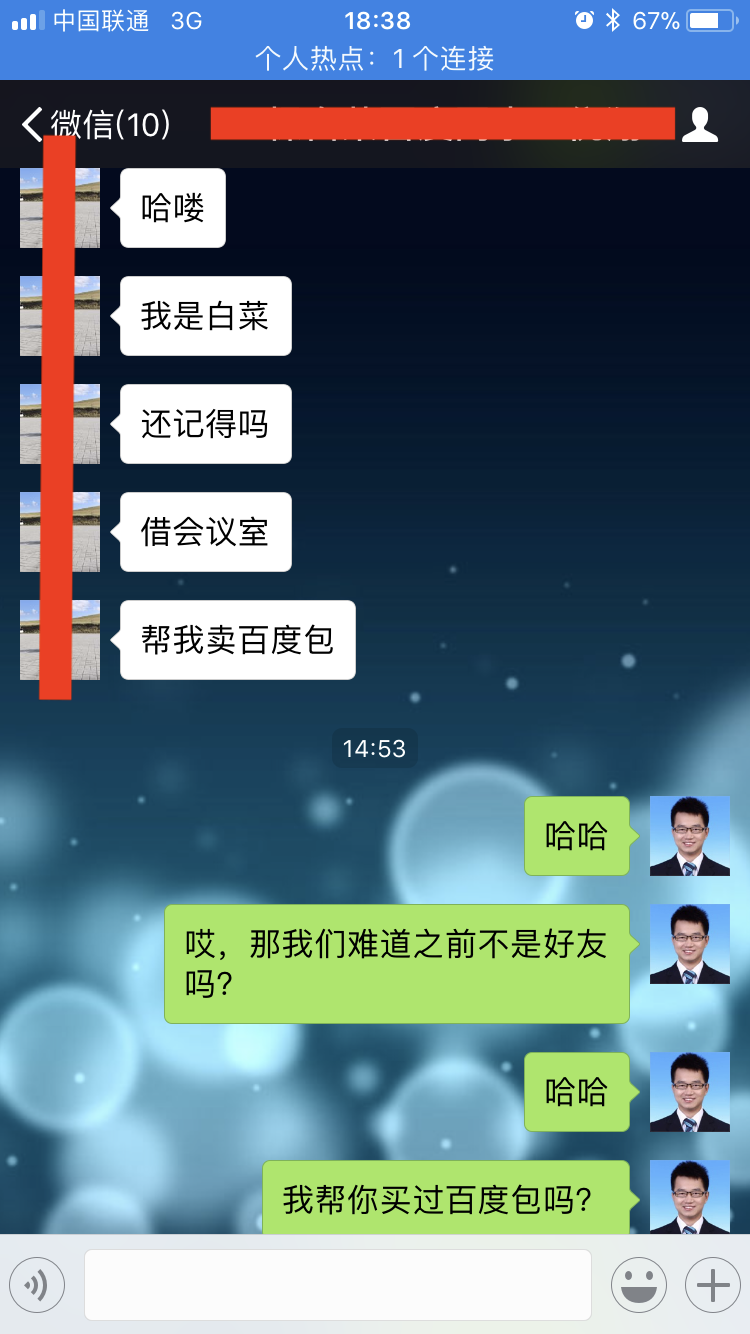 中国联通 3G 18:38 67%
个人热点：1 个连接
微信(10)
哈喽
我是白菜
还记得吗
借会议室
帮我卖百度包
14:53
哈哈
哎，那我们难道之前不是好友
吗？
哈哈
我帮你买过百度包吗？